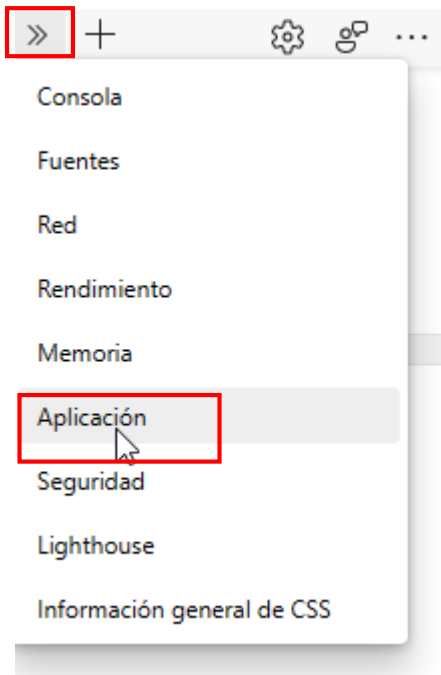 Consola
Fuentes
Red
Rendimiento
Memoria
Aplicación
Seguridad
Lighthouse
Información general de CSS